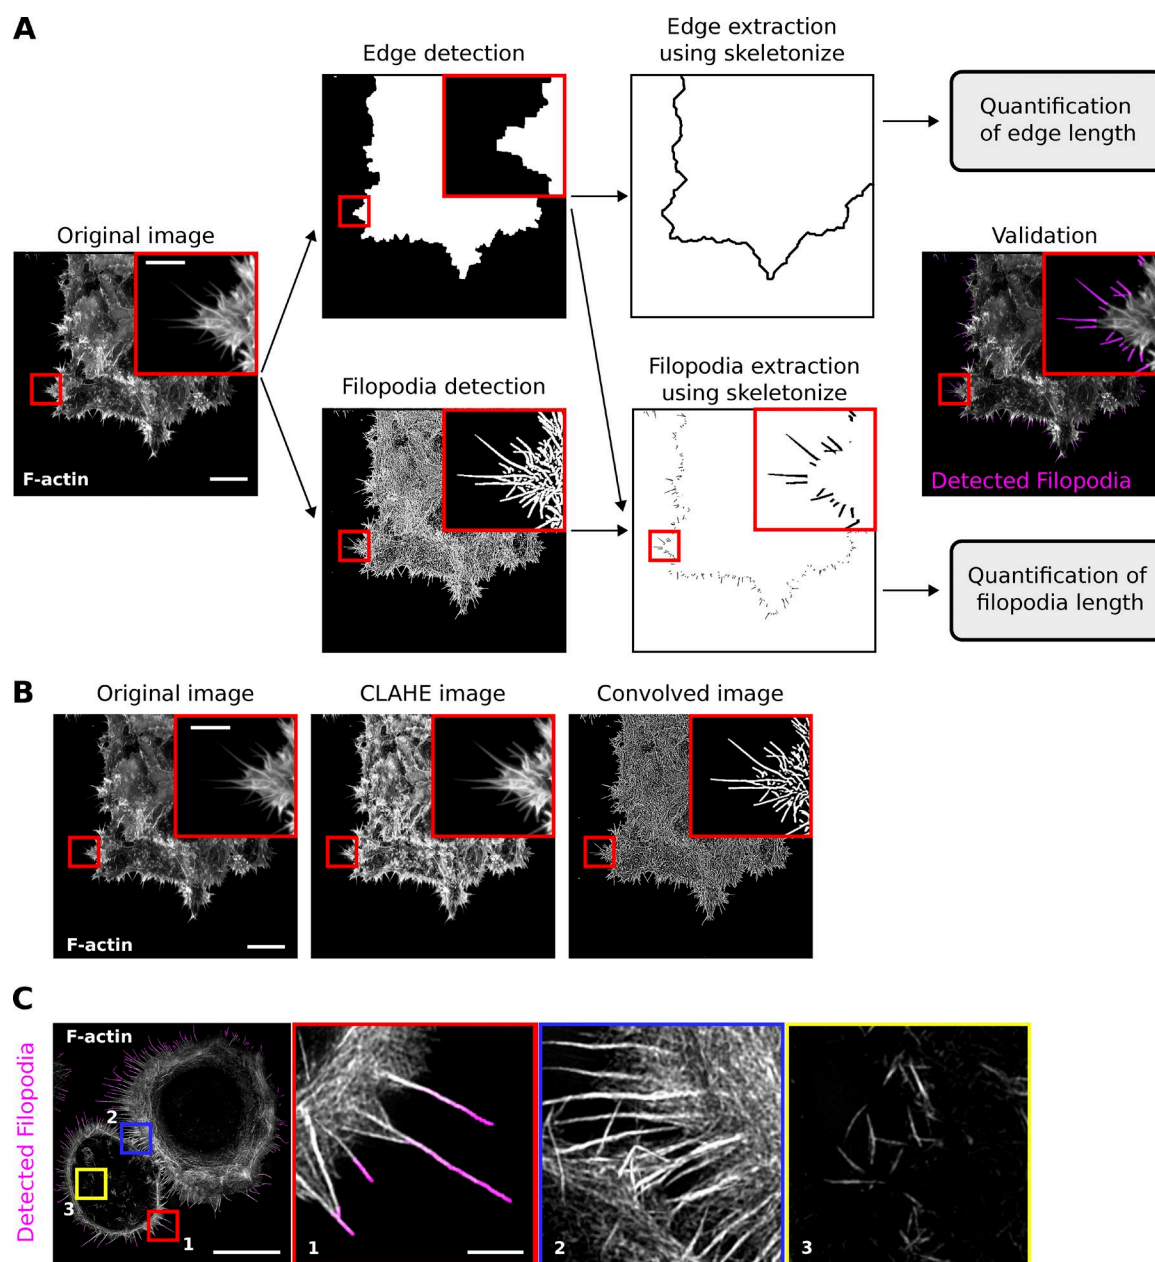 A
Edge detection
Edge extraction
using skeletonize
Quantification
of edge length
Original image
F-actin
Filopodia detection
Filopodia extraction
using skeletonize
Validation
Detected Filopodia
Quantification of
filopodia length
B
Original image
CLAHE image
Convolved image
F-actin
C
Detected Filopodia
F-actin
2
3
1
1
2
3